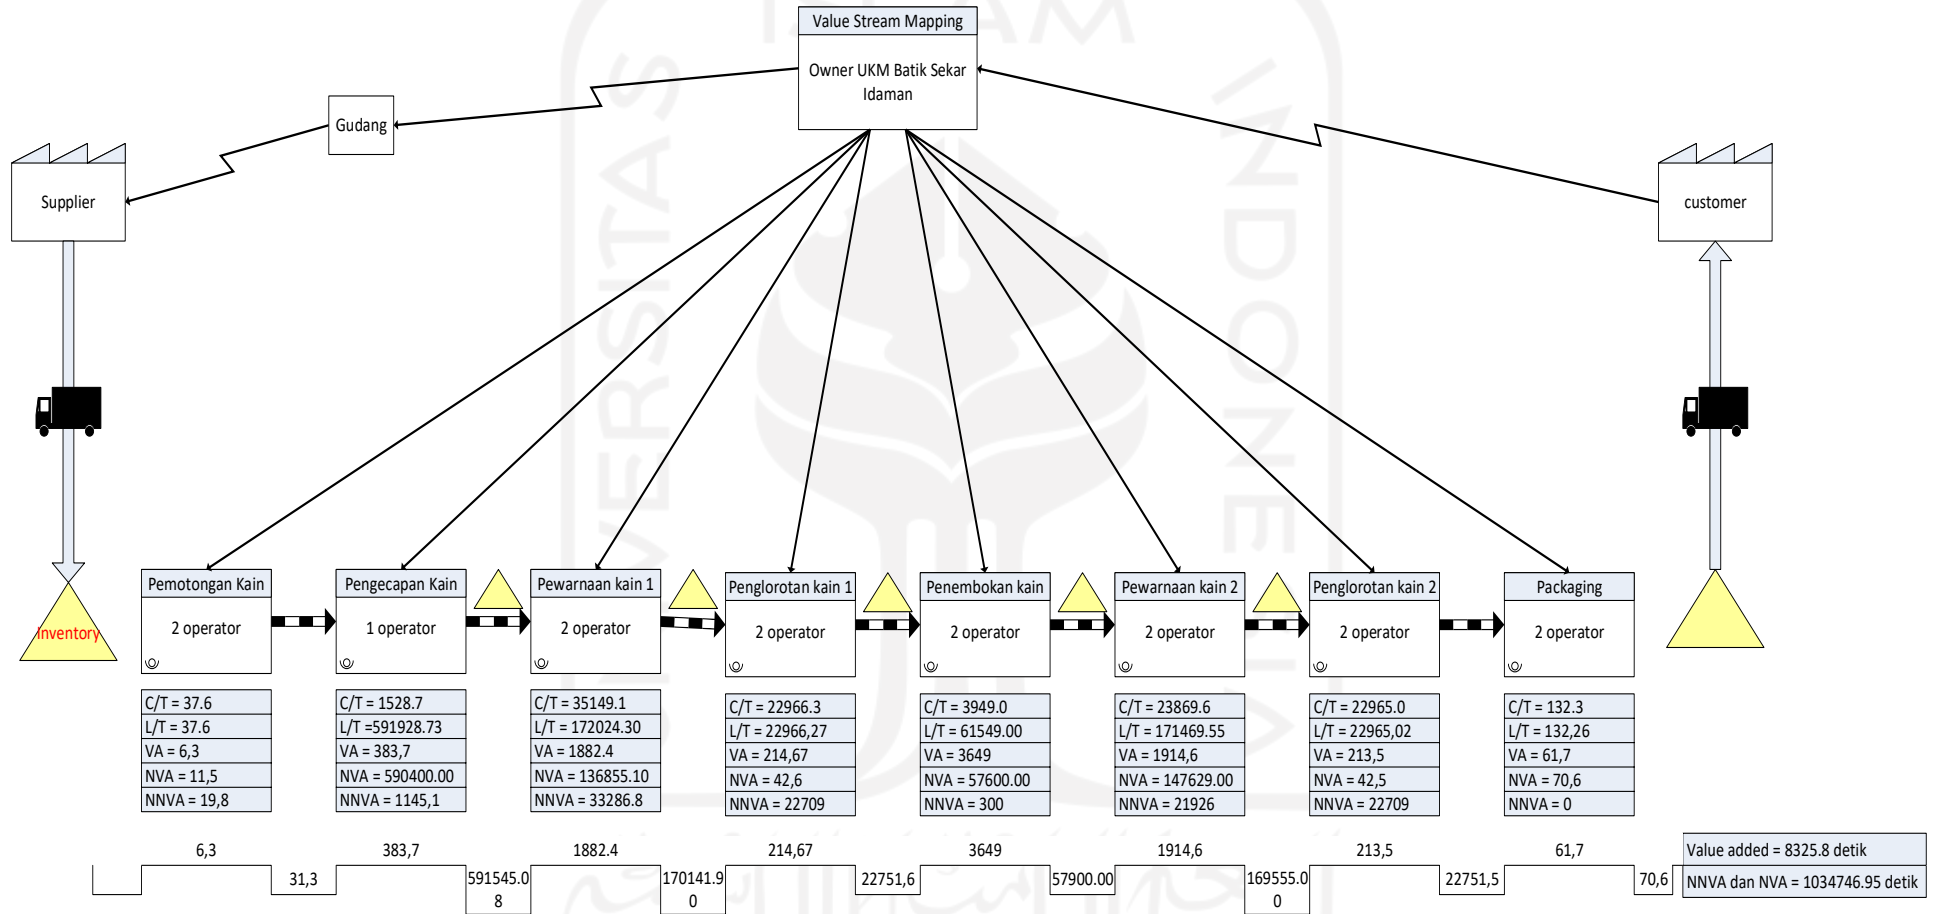 Value Stream Mapping
Owner UKM Batik Sekar
Idaman
Gudang
Supplier
customer
Inventory
Pemotongan Kain
2 operator
C/T = 37.6
L/T = 37.6
VA = 6,3
NVA = 11,5
NNVA = 19,8
Pengecapan Kain
1 operator
C/T = 1528.7
L/T =591928.73
VA = 383,7
NVA = 590400.00
NNVA = 1145,1
Pewarnaan kain 1
2 operator
C/T = 35149.1
L/T = 172024.30
VA = 1882.4
NVA = 136855.10
NNVA = 33286.8
Penglorotan kain 1
2 operator
C/T = 22966.3
L/T = 22966,27
VA = 214,67
NVA = 42,6
NNVA = 22709
Penembokan kain
2 operator
C/T = 3949.0
L/T = 61549.00
VA = 3649
NVA = 57600.00
NNVA = 300
Pewarnaan kain 2
2 operator
C/T = 23869.6
L/T = 171469.55
VA = 1914,6
NVA = 147629.00
NNVA = 21926
Penglorotan kain 2
2 operator
C/T = 22965.0
L/T = 22965,02
VA = 213,5
NVA = 42,5
NNVA = 22709
Packaging
2 operator
C/T = 132.3
L/T = 132,26
VA = 61,7
NVA = 70,6
NNVA = 0
6,3
383,7
1882.4
214,67
3649
1914,6
213,5
61,7
31,3
591545.0
8
170141.9
0
22751,6
57900.00
169555.0
0
22751,5
70,6
Value added = 8325.8 detik
NNVA dan NVA = 1034746.95 detik
UNIVERSITAS
ISLAM
INDONESIA